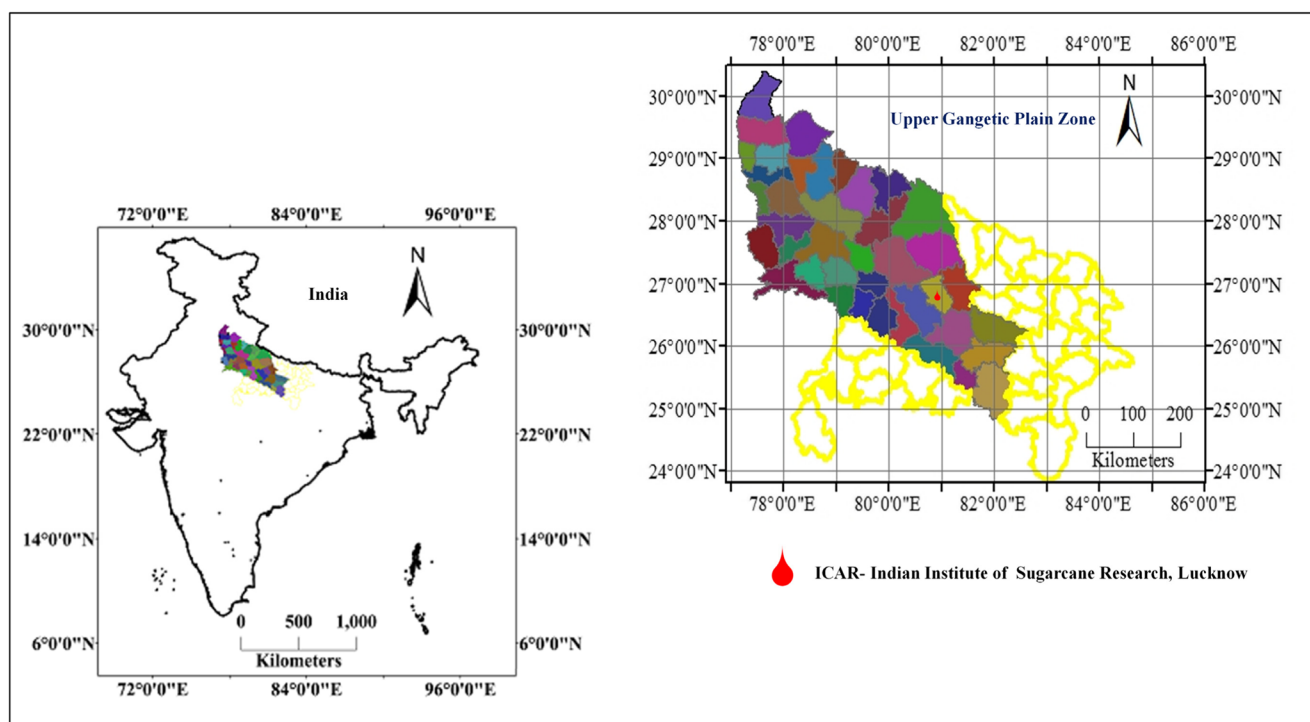 72°0'0"E 84°0'0"E 96°0'0"E
N
India
30°0'0"N 30°0'0"N
22°0'0"N 22°0'0"N
14°0'0"N 14°0'0"N
6°0'0"N 6°0'0"N
0 500 1,000
Kilometers
72°0'0"E 84°0'0"E 96°0'0"E
78°0'0"E 80°0'0"E 82°0'0"E 84°0'0"E 86°0'0"E
N
Upper Gangetic Plain Zone
30°0'0"N 30°0'0"N
29°0'0"N 29°0'0"N
28°0'0"N 28°0'0"N
27°0'0"N 27°0'0"N
26°0'0"N 26°0'0"N
25°0'0"N 25°0'0"N
24°0'0"N 24°0'0"N
0 100 200
Kilometers
78°0'0"E 80°0'0"E 82°0'0"E 84°0'0"E 86°0'0"E
ICAR- Indian Institute of Sugarcane Research, Lucknow